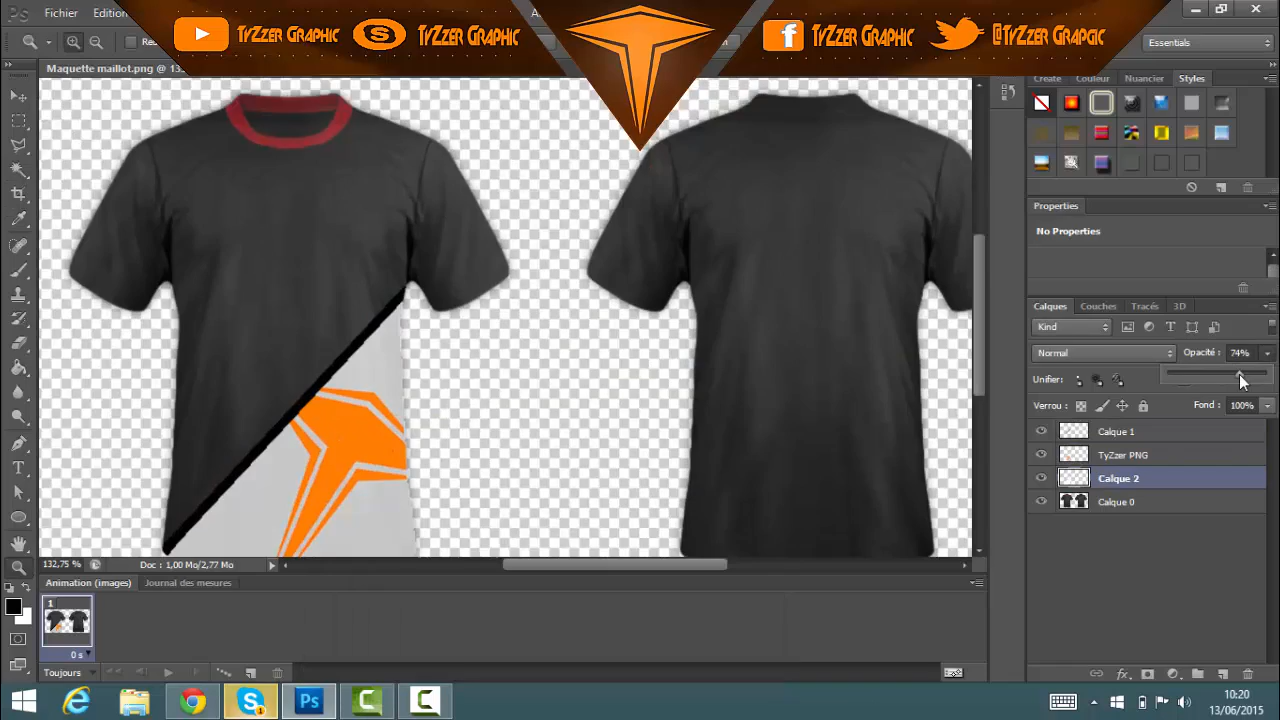 Ps Fichier Edition A
TyZzer Graphic S TyZzer Graphic f TyZzer Graphic @TyZzer Grapgic
Essentials
Maquette maillot.png @ 13
Create Couleur Nuancier Styles
Properties
No Properties
Calques Couches Tracés 3D
Kind
Normal Opacité : 74%
Unifier :
Verrou : Fond : 100%
Calque 1
TyZzer PNG
Calque 2
Calque 0
132,75 % Doc : 1,00 Mo/2,77 Mo
Animation (images) Journal des mesures
1
0 s
Toujours
Ps
10:20
13/06/2015